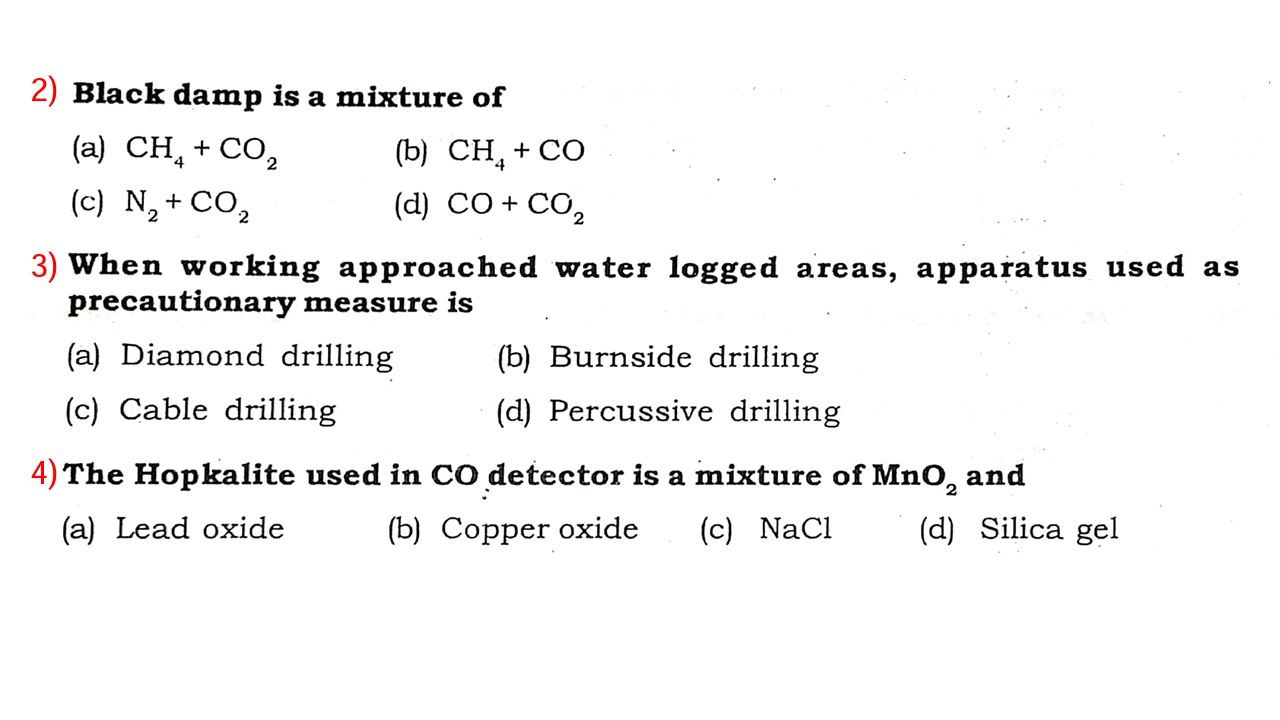 2) Black damp is a mixture of
(a) CH₄ + CO₂ (b) CH₄ + CO
(c) N₂ + CO₂ (d) CO + CO₂
3) When working approached water logged areas, apparatus used as
precautionary measure is
(a) Diamond drilling (b) Burnside drilling
(c) Cable drilling (d) Percussive drilling
4) The Hopkalite used in CO detector is a mixture of MnO₂ and
(a) Lead oxide (b) Copper oxide (c) NaCl (d) Silica gel